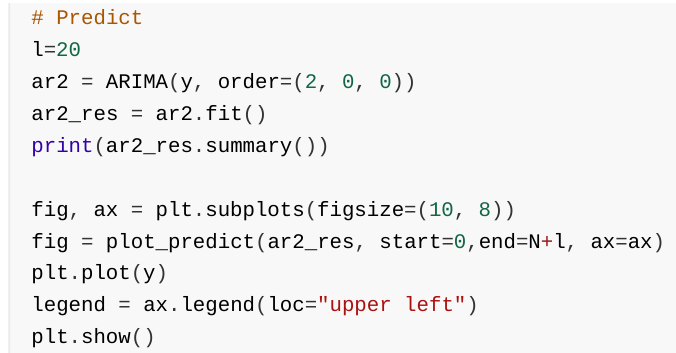 # Predict
l=20
ar2 = ARIMA(y, order=(2, 0, 0))
ar2_res = ar2.fit()
print(ar2_res.summary())
fig, ax = plt.subplots(figsize=(10, 8))
fig = plot_predict(ar2_res, start=0,end=N+l, ax=ax)
plt.plot(y)
legend = ax.legend(loc="upper left")
plt.show()